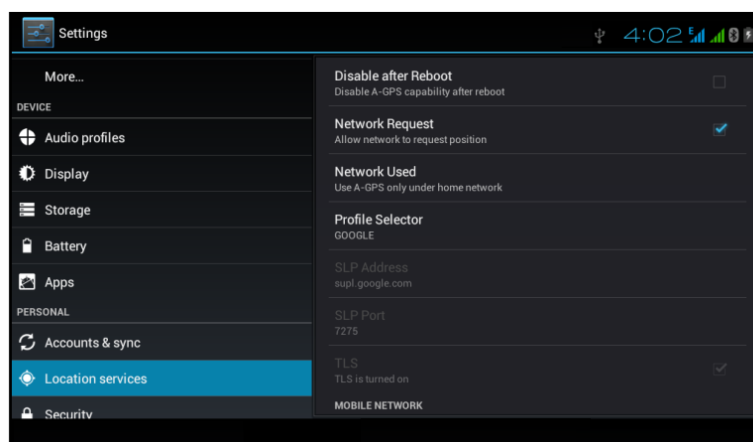 Settings
4:02 E
More...
DEVICE
Audio profiles
Display
Storage
Battery
Apps
PERSONAL
Accounts & sync
Location services
Security
Disable after Reboot
Disable A-GPS capability after reboot
Network Request
Allow network to request position
Network Used
Use A-GPS only under home network
Profile Selector
GOOGLE
SLP Address
supl.google.com
SLP Port
7275
TLS
TLS is turned on
MOBILE NETWORK